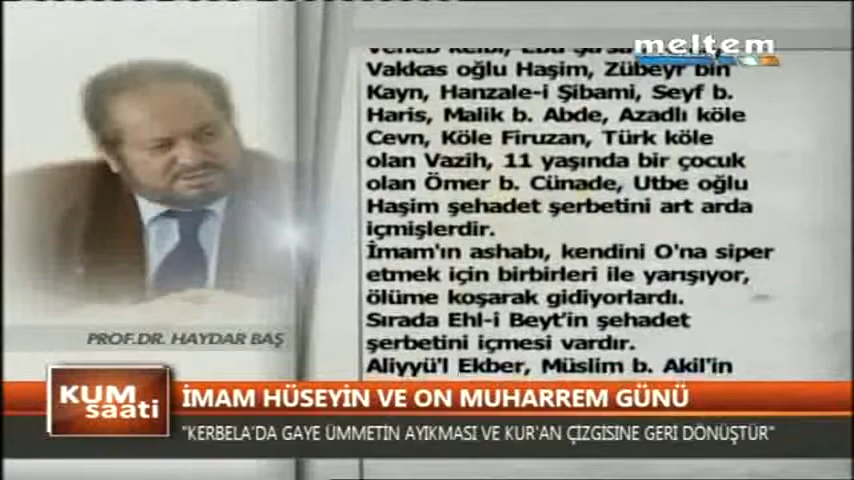 meltem
Vakkas oğlu Haşim, Zübeyr bin
Kayn, Hanzale-i Şibami, Seyf b.
Haris, Malik b. Abde, Azadlı köle
Cevn, Köle Firuzan, Türk köle
olan Vazih, 11 yaşında bir çocuk
olan Ömer b. Cünade, Utbe oğlu
Haşim şehadet şerbetini art arda
içmişlerdir.
İmam'ın ashabı, kendini O'na siper
etmek için birbirleri ile yarışıyor,
ölüme koşarak gidiyorlardı.
Sırada Ehl-i Beyt'in şehadet
şerbetini içmesi vardır.
Aliyyü'l Ekber, Müslim b. Akil'in
PROF.DR. HAYDAR BAŞ
KUM
saati
İMAM HÜSEYİN VE ON MUHARREM GÜNÜ
"KERBELA'DA GAYE ÜMMETİN AYIKMASI VE KUR'AN ÇİZGİSİNE GERİ DÖNÜŞTÜR"